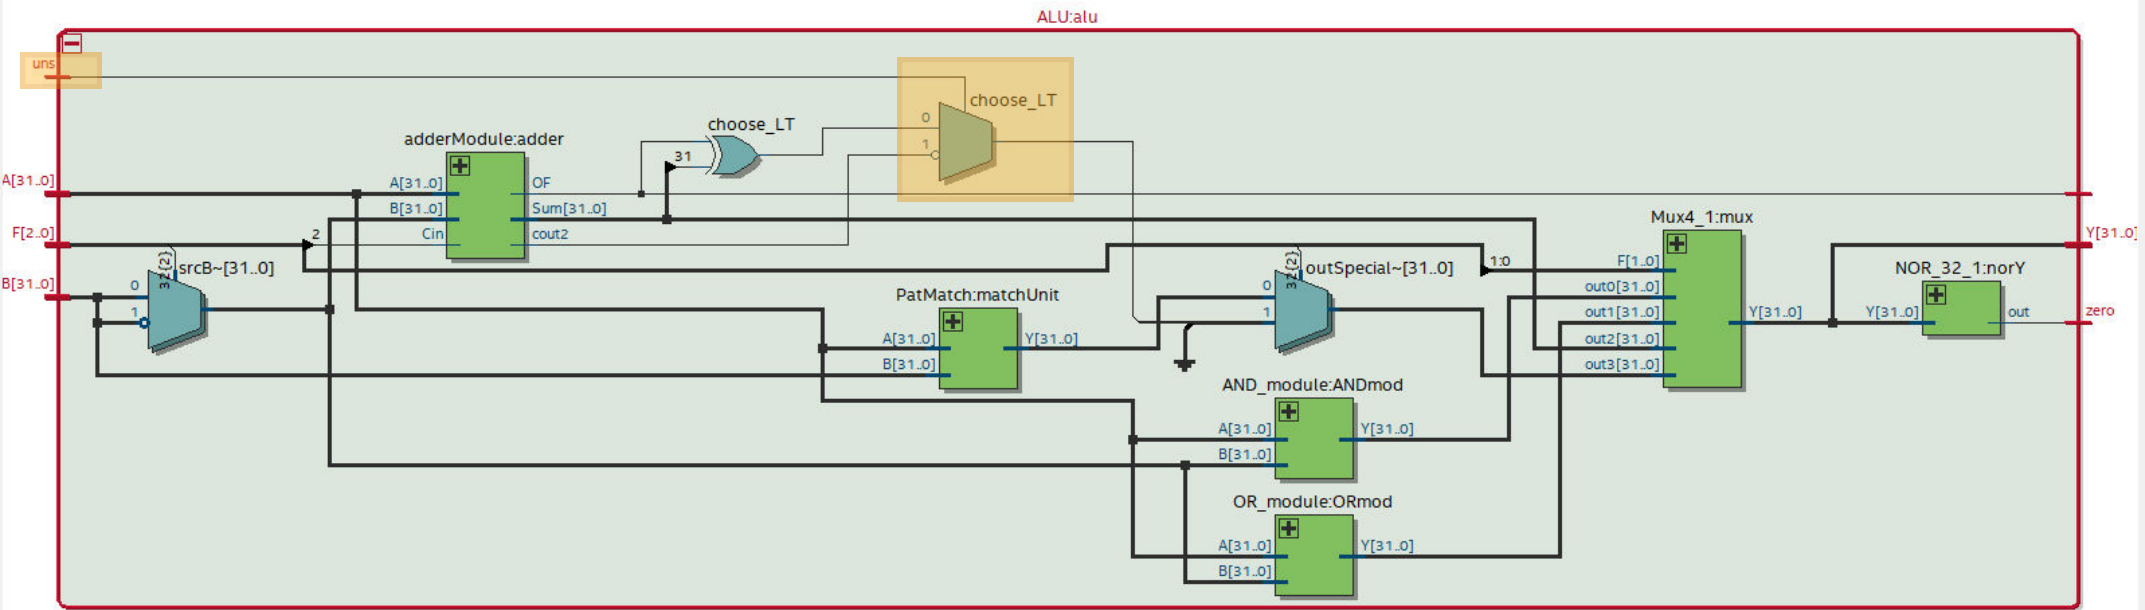 ALU:alu
uns
choose_LT
0
1
choose_LT
31
adderModule:adder
A[31..0]
B[31..0]
Cin
OF
Sum[31..0]
cout2
A[31..0]
F[2..0]
B[31..0]
2
srcB~[31..0]
32{2}
0
1
PatMatch:matchUnit
A[31..0]
B[31..0]
Y[31..0]
outSpecial~[31..0]
32{2}
0
1
1:0
AND_module:ANDmod
A[31..0]
B[31..0]
Y[31..0]
OR_module:ORmod
A[31..0]
B[31..0]
Y[31..0]
Mux4_1:mux
F[1..0]
out0[31..0]
out1[31..0]
out2[31..0]
out3[31..0]
Y[31..0]
NOR_32_1:norY
Y[31..0]
out
Y[31..0]
zero